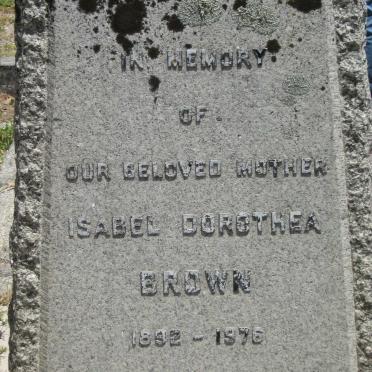 IN MEMORY
OF
OUR BELOVED MOTHER
ISABEL DOROTHEA
BROWN
1892 - 1976